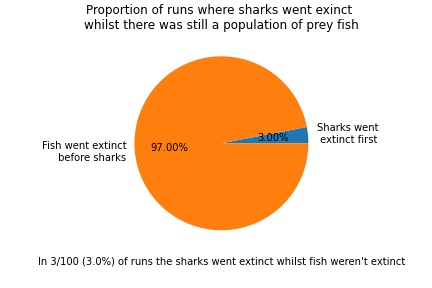 Proportion of runs where sharks went exinct
whilst there was still a population of prey fish
Sharks went
extinct first
3.00%
97.00%
Fish went extinct
before sharks
In 3/100 (3.0%) of runs the sharks went extinct whilst fish weren't extinct